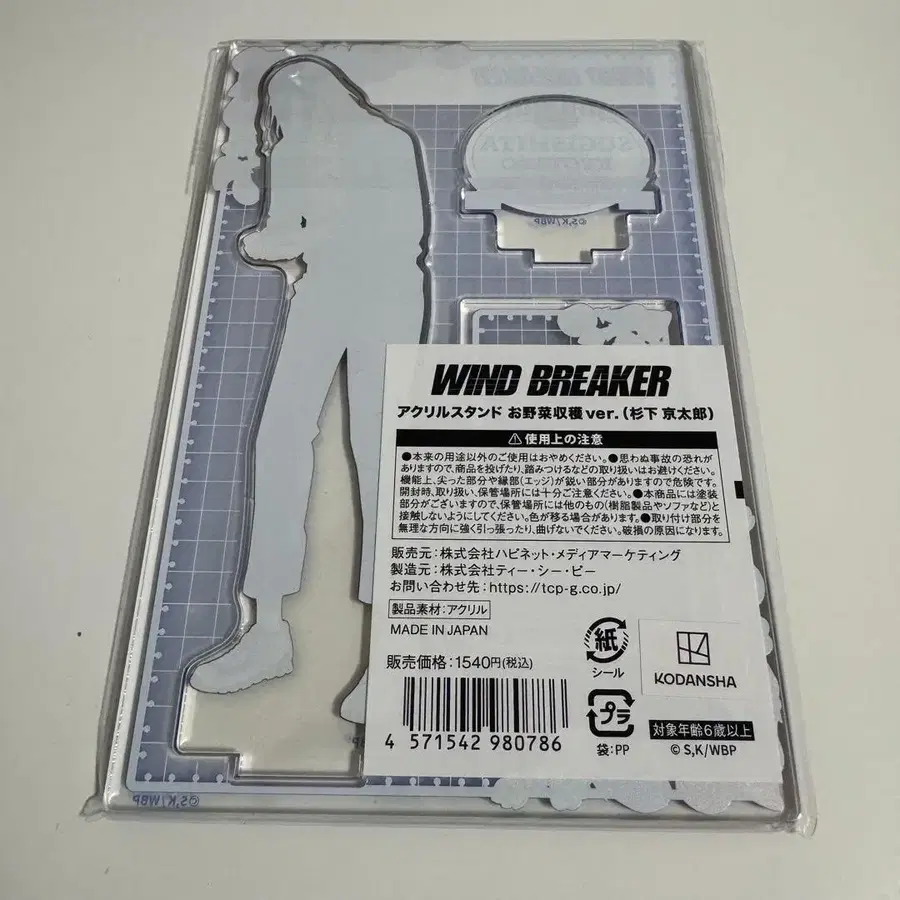 WIND BREAKER
SUGISHITA
©S,K/WBP
WIND BREAKER
アクリルスタンド お野菜収穫ver.(杉下 京太郎)
⚠使用上の注意
●本来の用途以外のご使用はおやめください。●思わぬ事故の恐れが
ありますので、商品を投げたり、踏みつけるなどの取り扱いはお避けください。
機能上、尖った部分や縁部(エッジ)が鋭い部分がありますので危険です。
開封時、取り扱い、保管場所には十分ご注意ください。●本商品には塗装
部分がございますので、保管場所には他のもの(樹脂製品やソファなど)と
接触しないようにしてください。色が移る場合があります。●取り付け部分を
無理な方向に強く引っ張ったり、曲げないでください。破損の原因になります。
販売元:株式会社ハピネット・メディアマーケティング
製造元:株式会社ティー・シー・ピー
お問い合わせ先:https://tcp-g.co.jp/
製品素材:アクリル
MADE IN JAPAN
販売価格:1540円(税込)
4 571542 980786
紙
シール
プラ
袋:PP
KODANSHA
対象年齢6歳以上
© S,K/WBP
©S,K/WBP